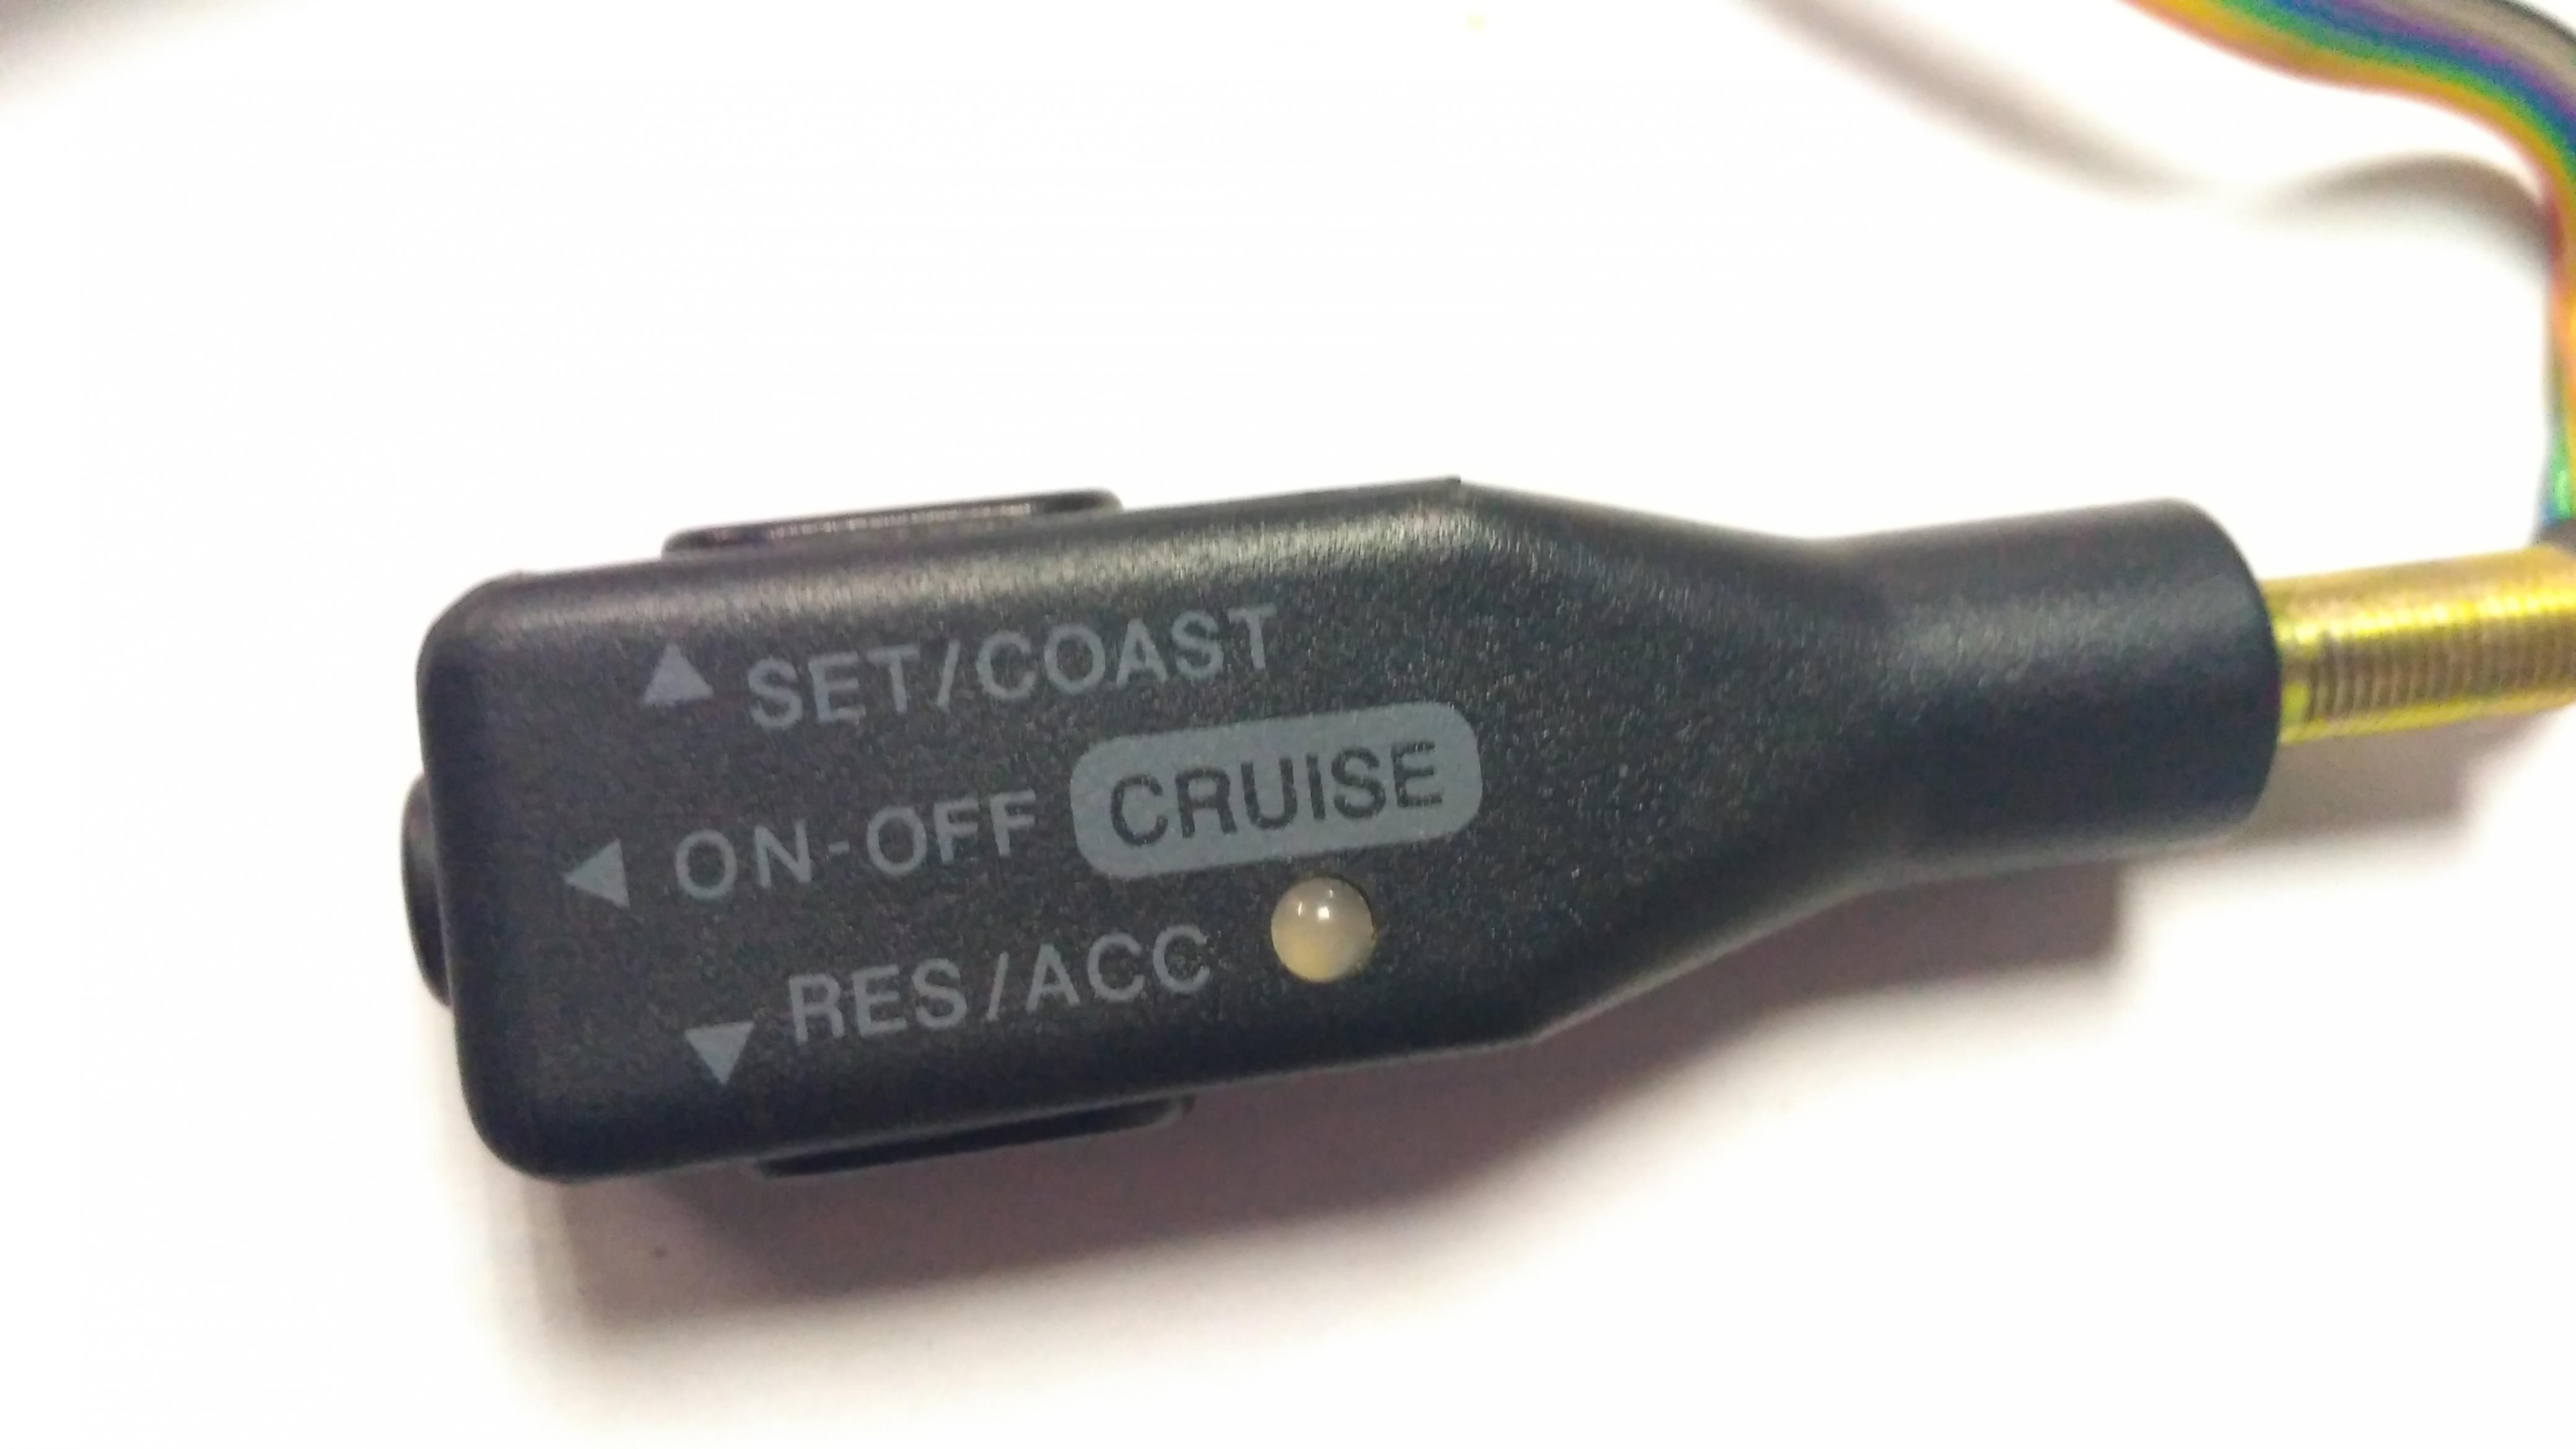 SET/COAST
ON-OFF CRUISE
RES/ACC